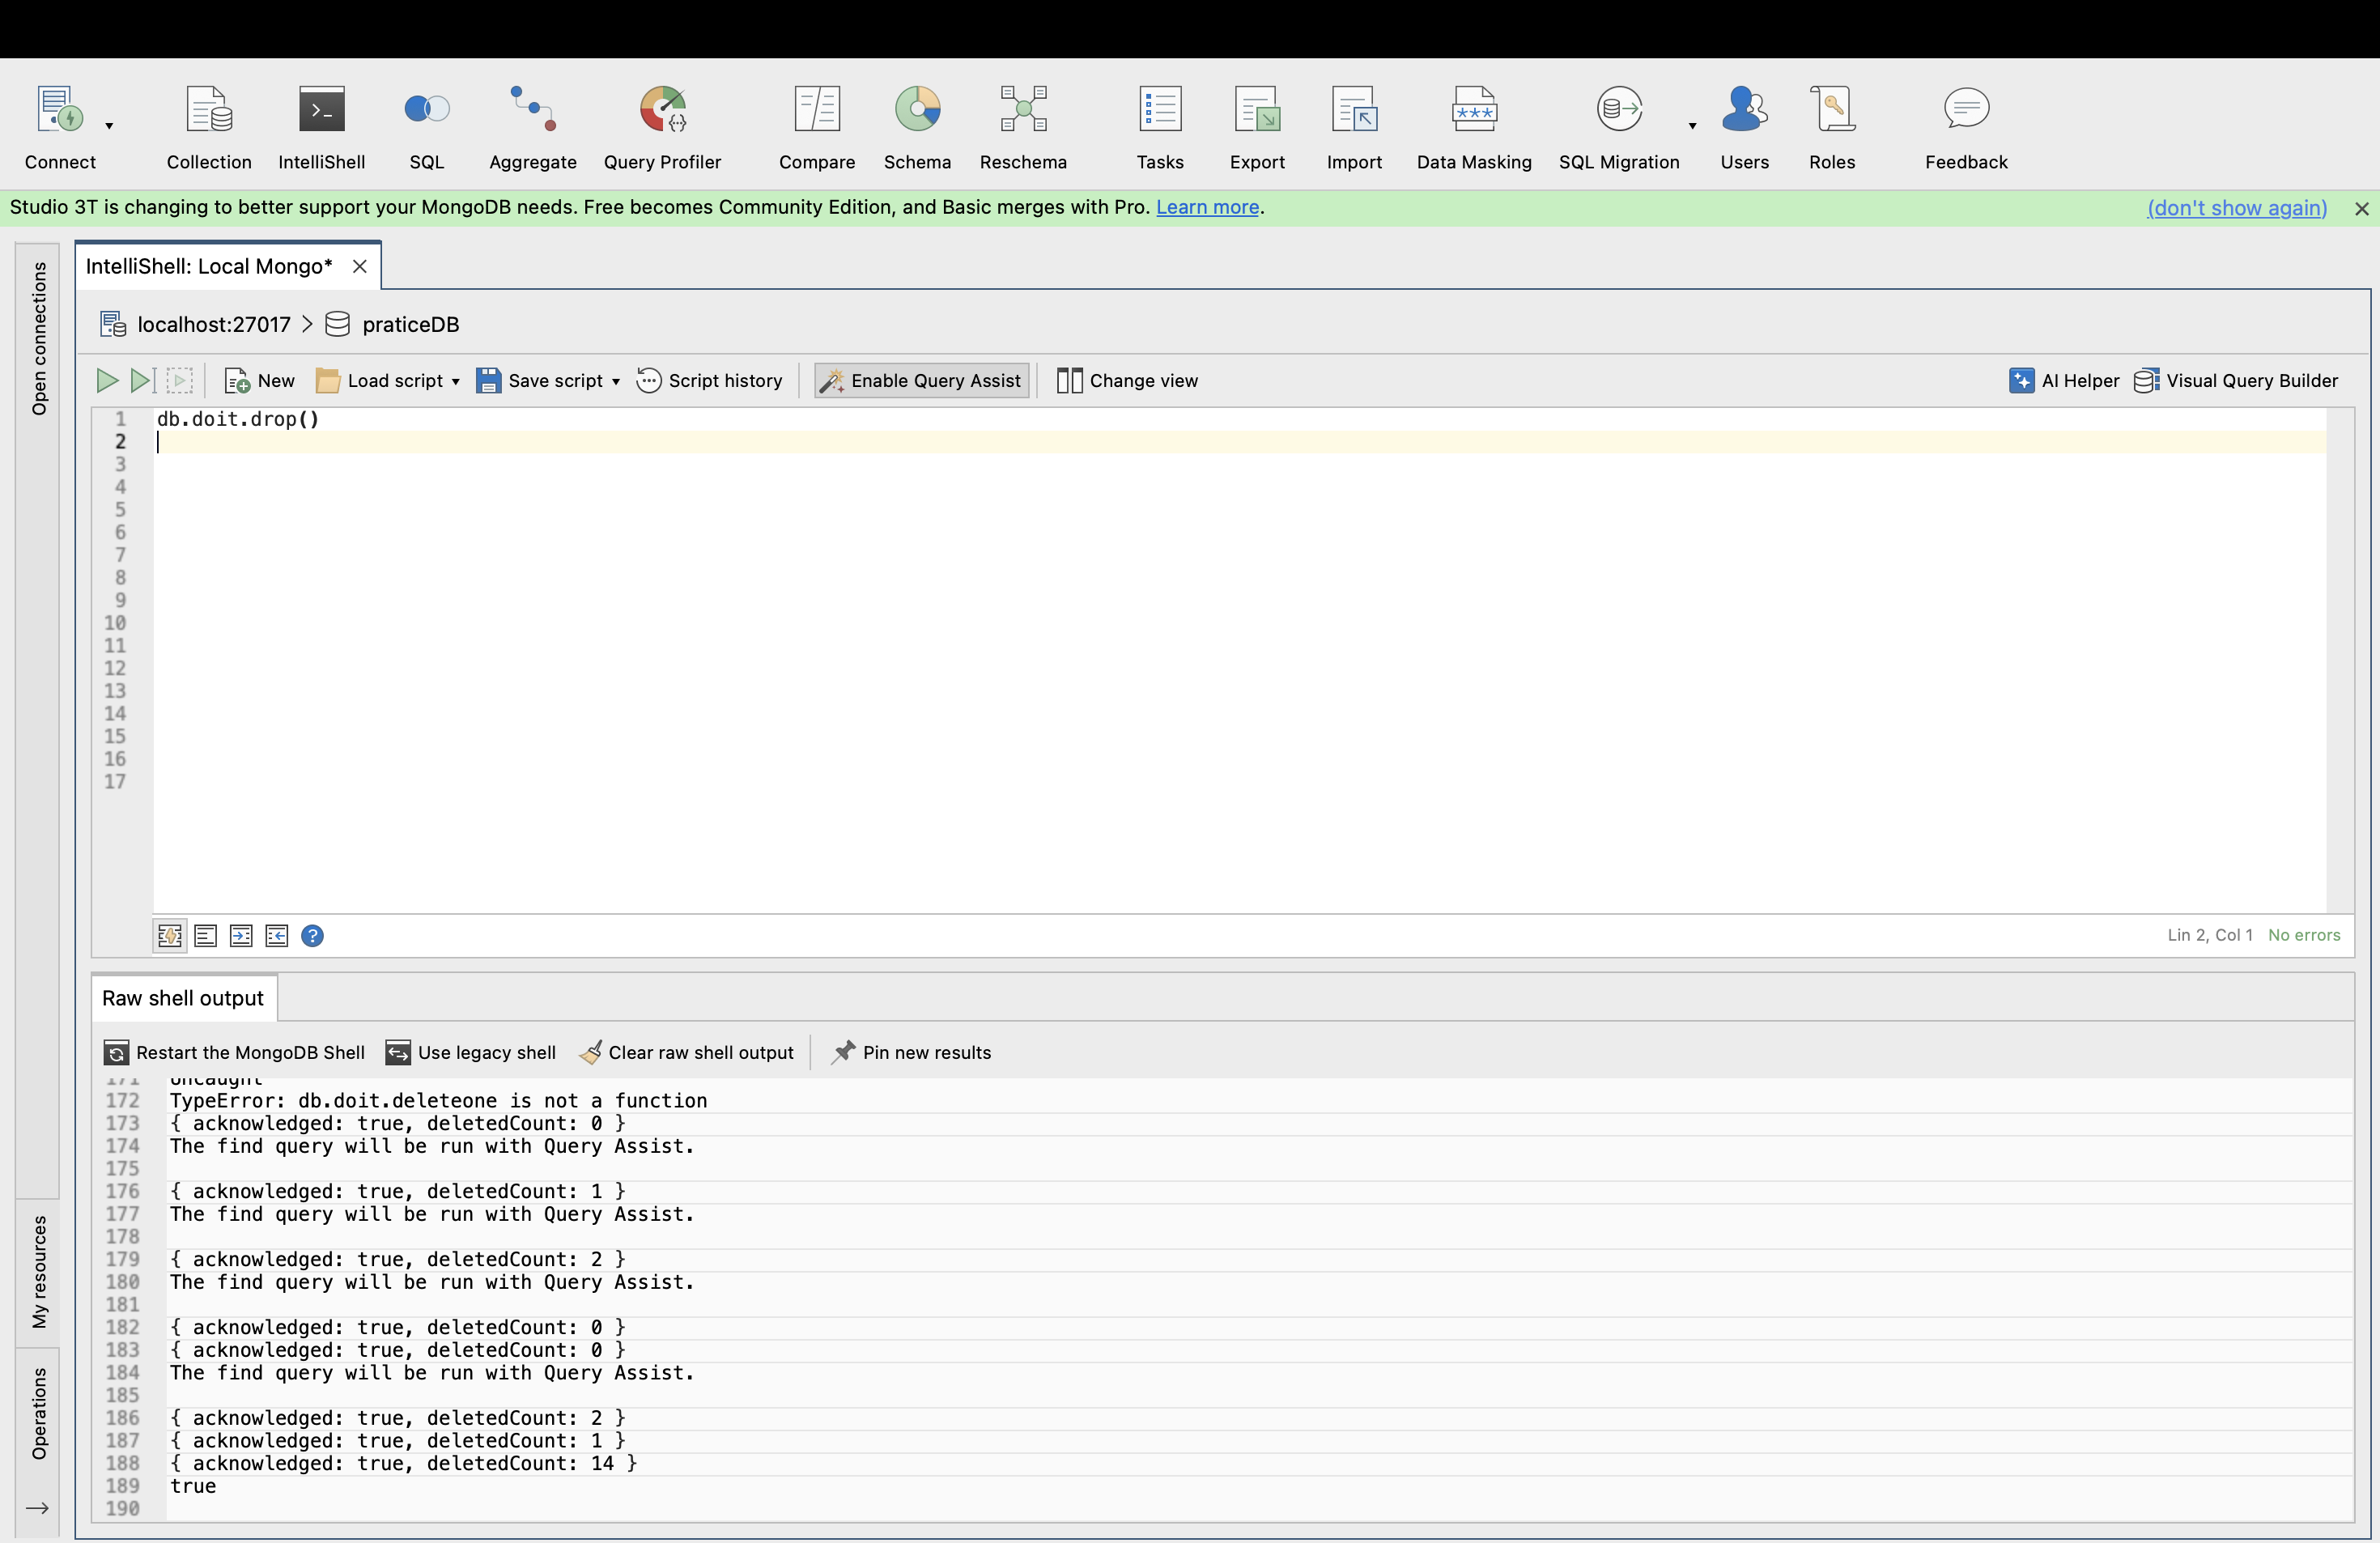 Connect
Collection
IntelliShell
SQL
Aggregate
Query Profiler
Compare
Schema
Reschema
Tasks
Export
Import
Data Masking
SQL Migration
Users
Roles
Feedback
Studio 3T is changing to better support your MongoDB needs. Free becomes Community Edition, and Basic merges with Pro. Learn more.
(don't show again)
Open connections
IntelliShell: Local Mongo*
localhost:27017
praticeDB
New
Load script
Save script
Script history
Enable Query Assist
Change view
AI Helper
Visual Query Builder
1 db.doit.drop()
2
3
4
5
6
7
8
9
10
11
12
13
14
15
16
17
Lin 2, Col 1 No errors
Raw shell output
Restart the MongoDB Shell
Use legacy shell
Clear raw shell output
Pin new results
171 Uncaught
172 TypeError: db.doit.deleteone is not a function
173 { acknowledged: true, deletedCount: 0 }
174 The find query will be run with Query Assist.
175
176 { acknowledged: true, deletedCount: 1 }
177 The find query will be run with Query Assist.
178
179 { acknowledged: true, deletedCount: 2 }
180 The find query will be run with Query Assist.
181
182 { acknowledged: true, deletedCount: 0 }
183 { acknowledged: true, deletedCount: 0 }
184 The find query will be run with Query Assist.
185
186 { acknowledged: true, deletedCount: 2 }
187 { acknowledged: true, deletedCount: 1 }
188 { acknowledged: true, deletedCount: 14 }
189 true
190
My resources
Operations